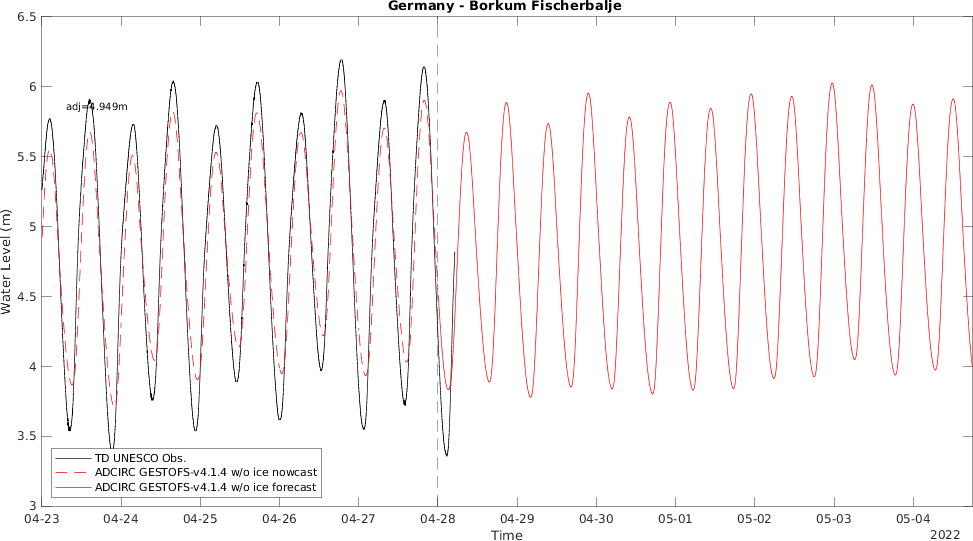 Germany - Borkum Fischerbalje
6.5
6
5.5
5
4.5
4
3.5
3
Water Level (m)
adj=4.949m
TD UNESCO Obs.
ADCIRC GESTOFS-v4.1.4 w/o ice nowcast
ADCIRC GESTOFS-v4.1.4 w/o ice forecast
04-23 04-24 04-25 04-26 04-27 04-28 04-29 04-30 05-01 05-02 05-03 05-04
Time
2022